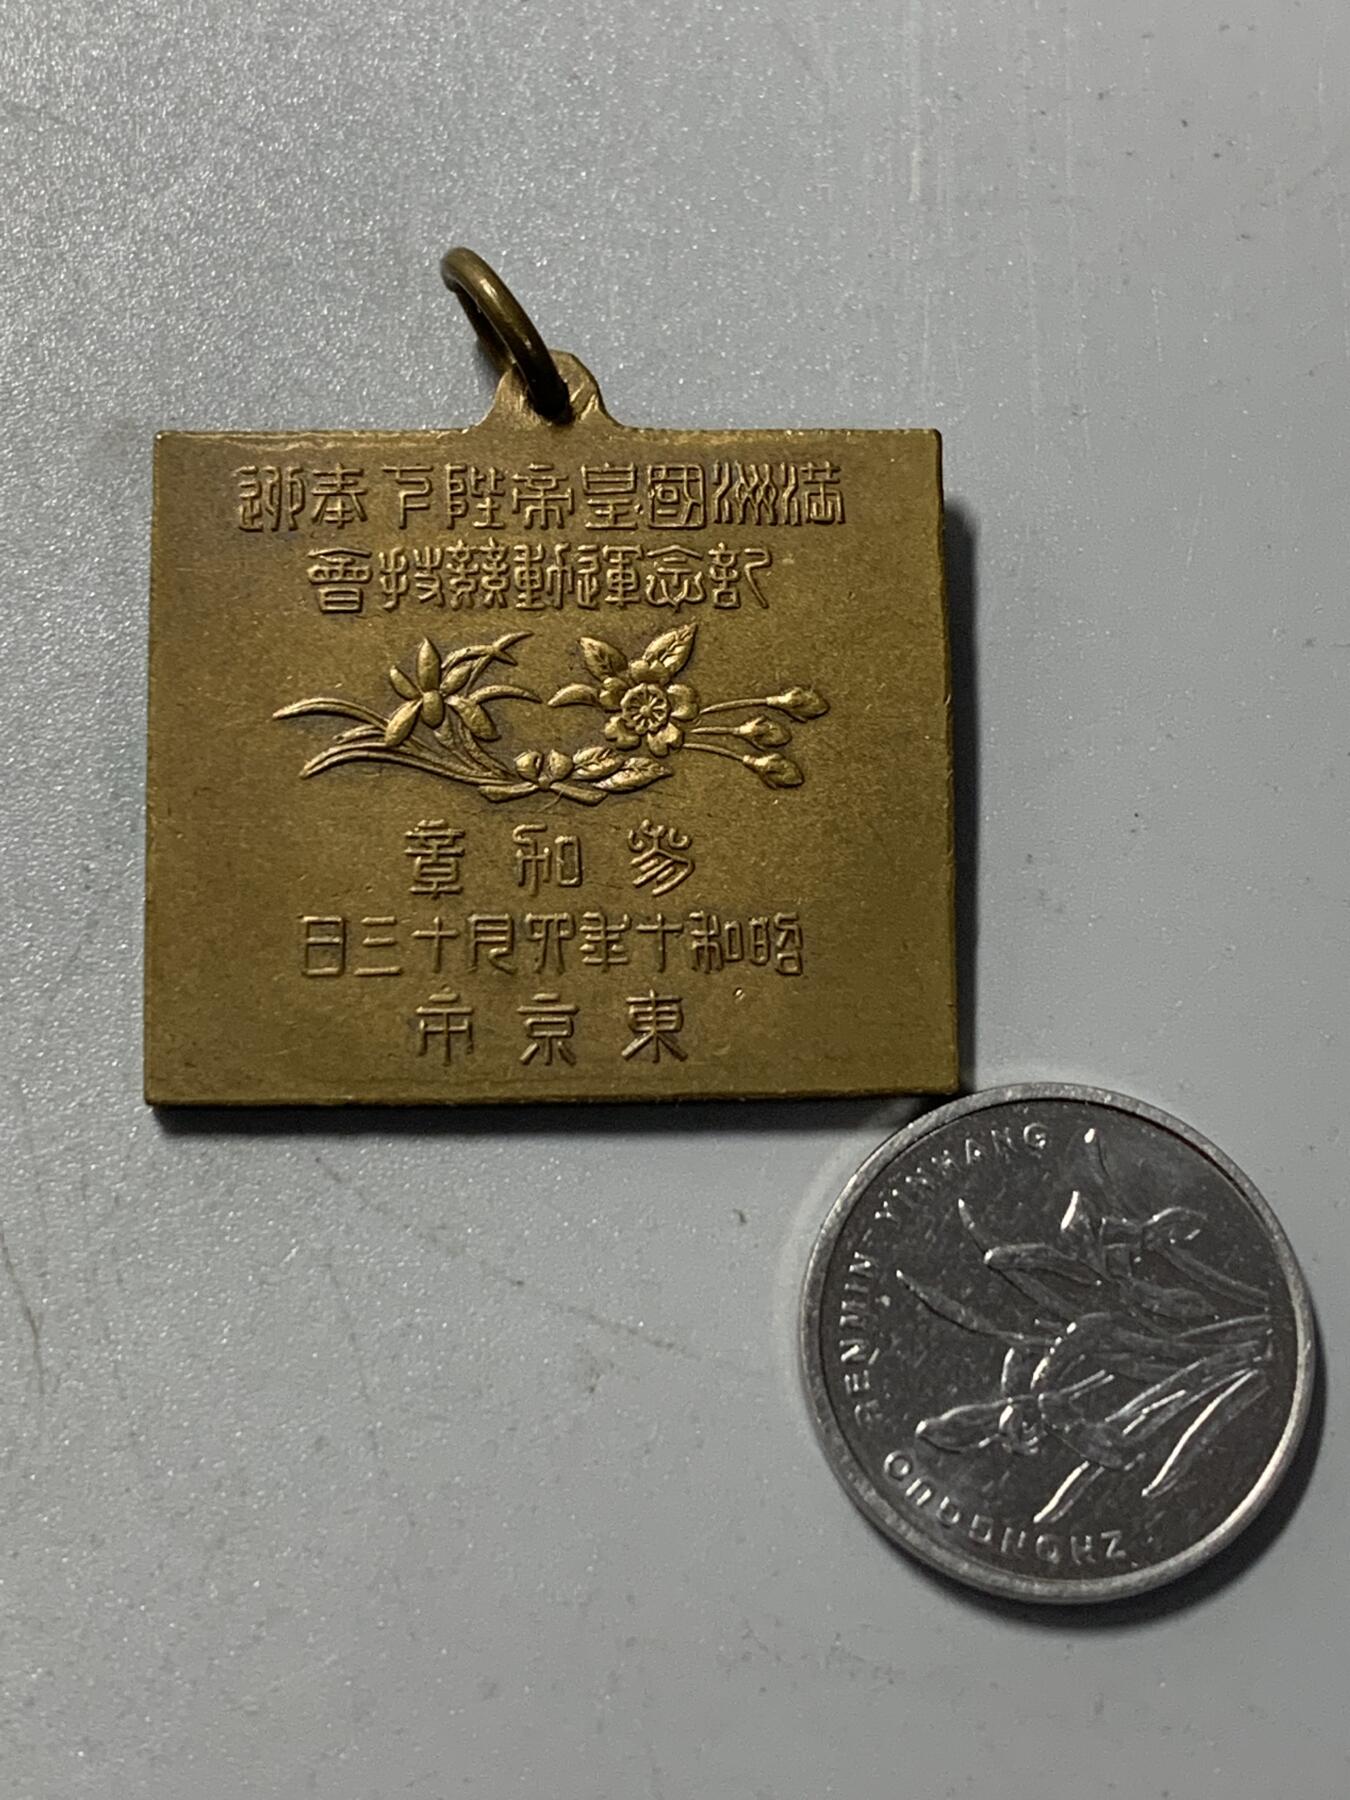 満洲國皇帝陛下奉迎
記念運動競技會
參加章
昭和十年四月十三日
東京市
ZHONGGUO RENMIN YINHANG